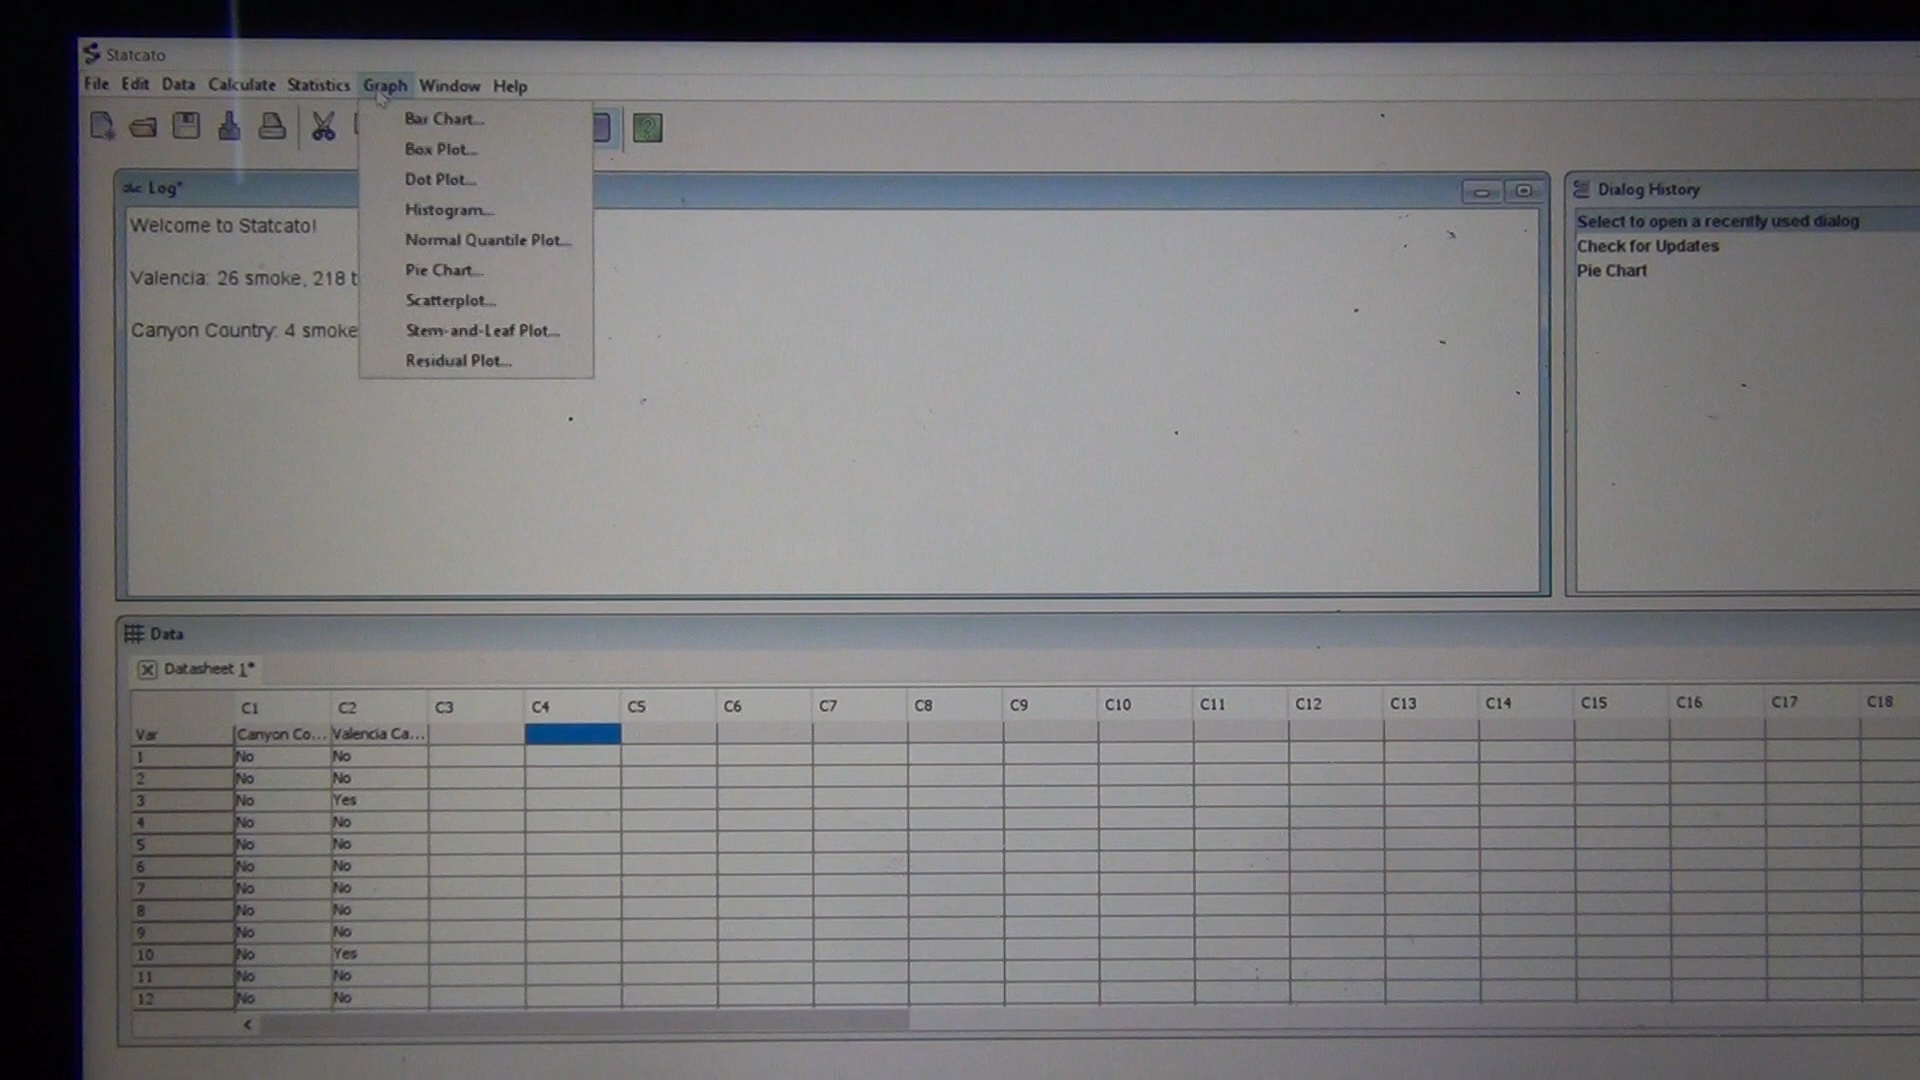 Statcato
File Edit Data Calculate Statistics Graph Window Help
Bar Chart...
Box Plot...
Dot Plot...
Histogram...
Normal Quantile Plot...
Pie Chart...
Scatterplot...
Stem-and-Leaf Plot...
Residual Plot...
Log*
Welcome to Statcato!
Valencia: 26 smoke, 218 t
Canyon Country: 4 smoke
Dialog History
Select to open a recently used dialog
Check for Updates
Pie Chart
Data
Datasheet 1*
C1 C2 C3 C4 C5 C6 C7 C8 C9 C10 C11 C12 C13 C14 C15 C16 C17 C18
Var Canyon Co... Valencia Ca...
1 No No
2 No No
3 No Yes
4 No No
5 No No
6 No No
7 No No
8 No No
9 No No
10 No Yes
11 No No
12 No No